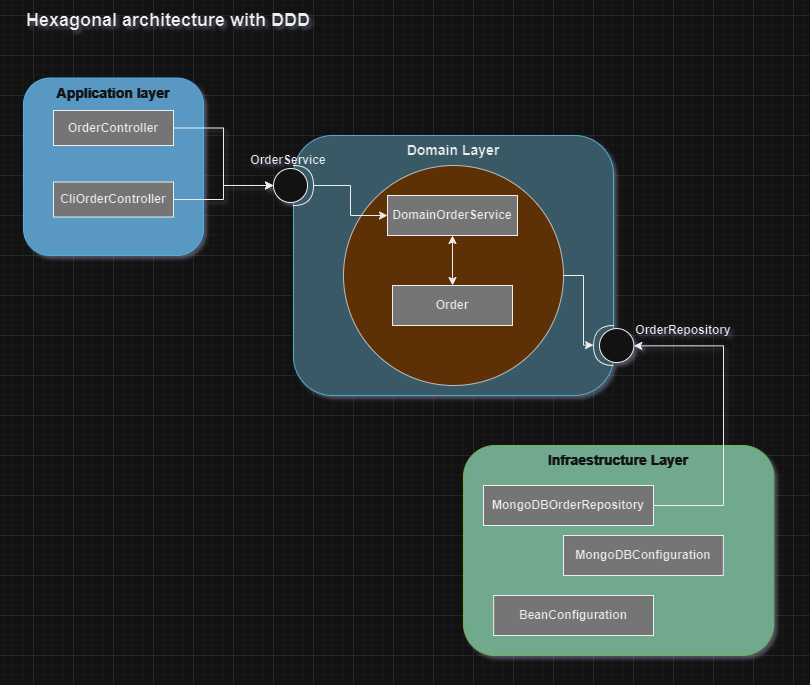 Hexagonal architecture with DDD
Application layer
OrderController
CliOrderController
OrderService
Domain Layer
DomainOrderService
Order
OrderRepository
Infraestructure Layer
MongoDBOrderRepository
MongoDBConfiguration
BeanConfiguration